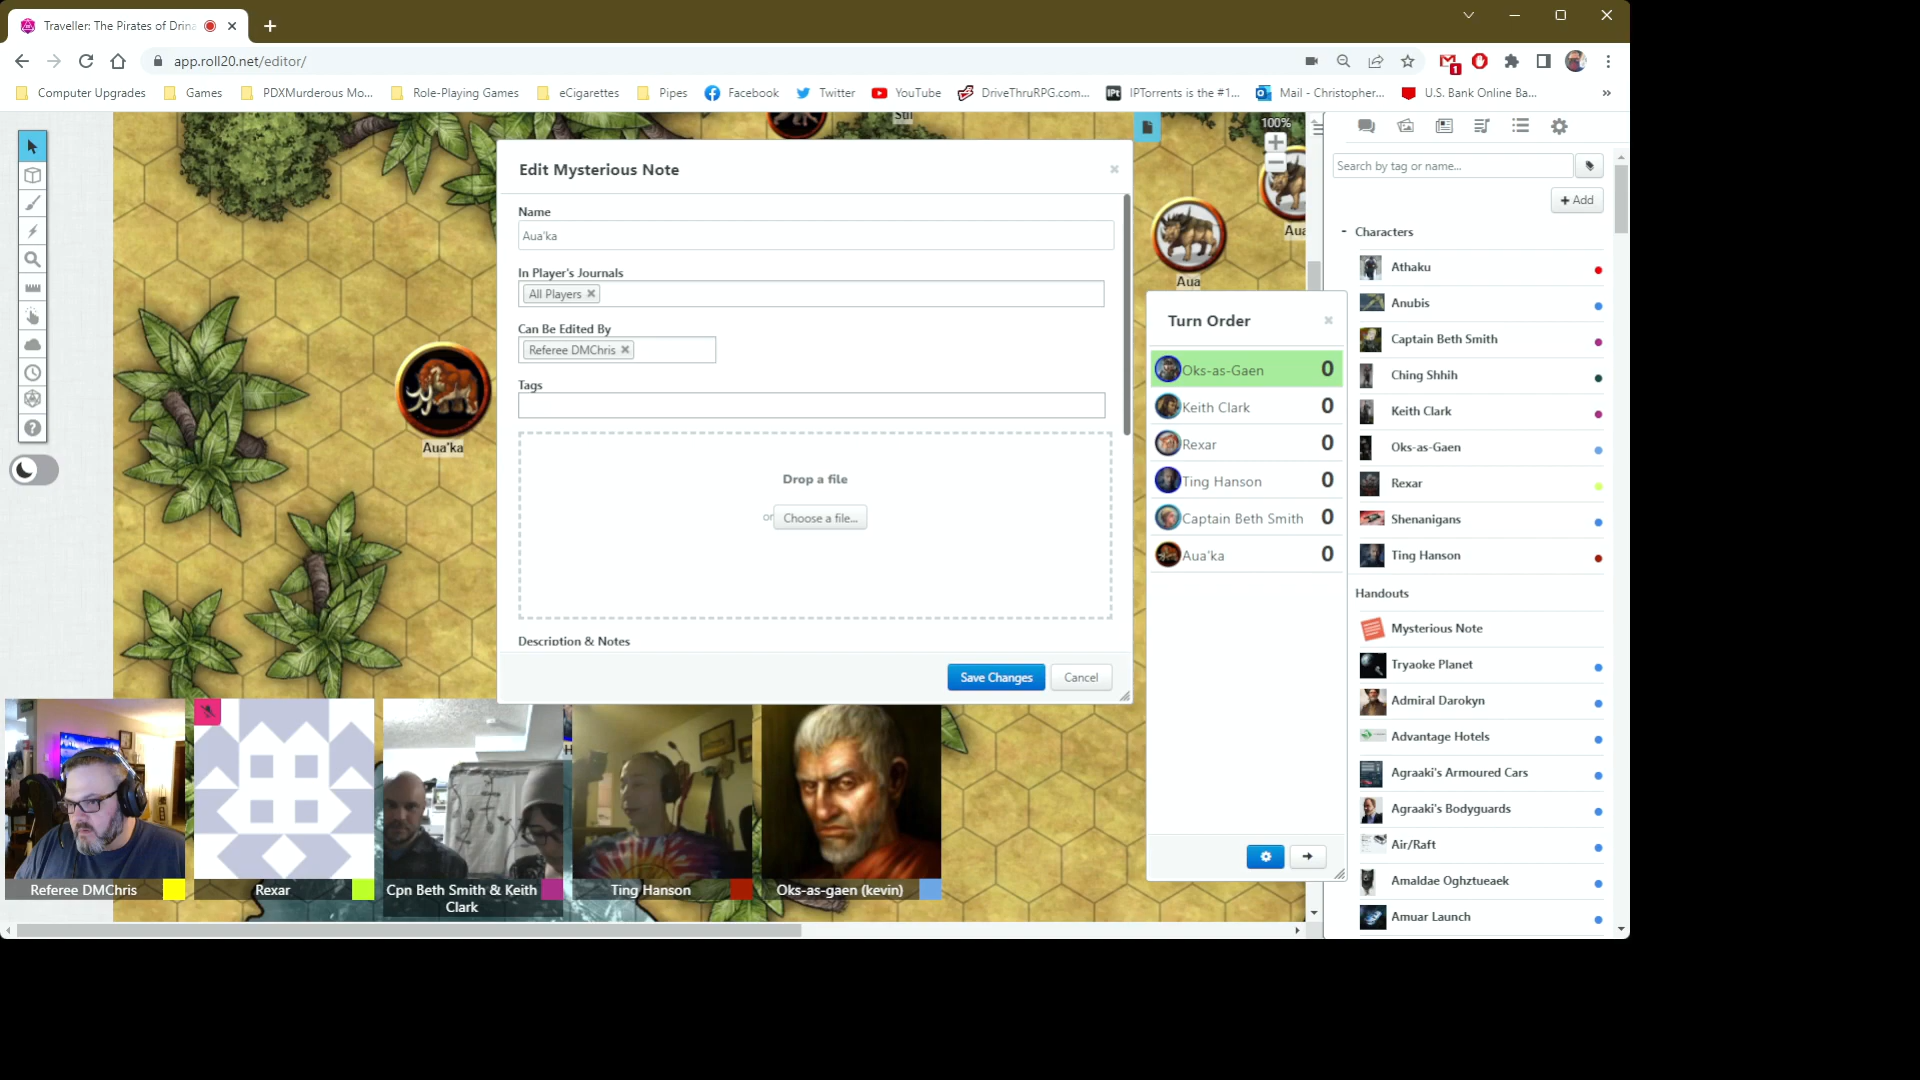 Traveller: The Pirates of Drina
app.roll20.net/editor/
1
Computer Upgrades
Games
PDXMurderous Mo...
Role-Playing Games
eCigarettes
Pipes
Facebook
Twitter
YouTube
DriveThruRPG.com...
IPTorrents is the #1...
Mail - Christopher...
U.S. Bank Online Ba...
»
100%
Edit Mysterious Note
Name
Aua'ka
In Player's Journals
All Players
Can Be Edited By
Referee DMChris
Tags
Drop a file
or Choose a file...
Description & Notes
Save Changes
Cancel
Aua'ka
Aua
Aua
Turn Order
Oks-as-Gaen 0
Keith Clark 0
Rexar 0
Ting Hanson 0
Captain Beth Smith 0
Aua'ka 0
Search by tag or name...
+ Add
- Characters
Athaku
Anubis
Captain Beth Smith
Ching Shhih
Keith Clark
Oks-as-Gaen
Rexar
Shenanigans
Ting Hanson
Handouts
Mysterious Note
Tryaoke Planet
Admiral Darokyn
Advantage Hotels
Agraaki's Armoured Cars
Agraaki's Bodyguards
Air/Raft
Amaldae Oghztueaek
Amuar Launch
Referee DMChris
Rexar
Cpn Beth Smith & Keith
Clark
Ting Hanson
Oks-as-gaen (kevin)